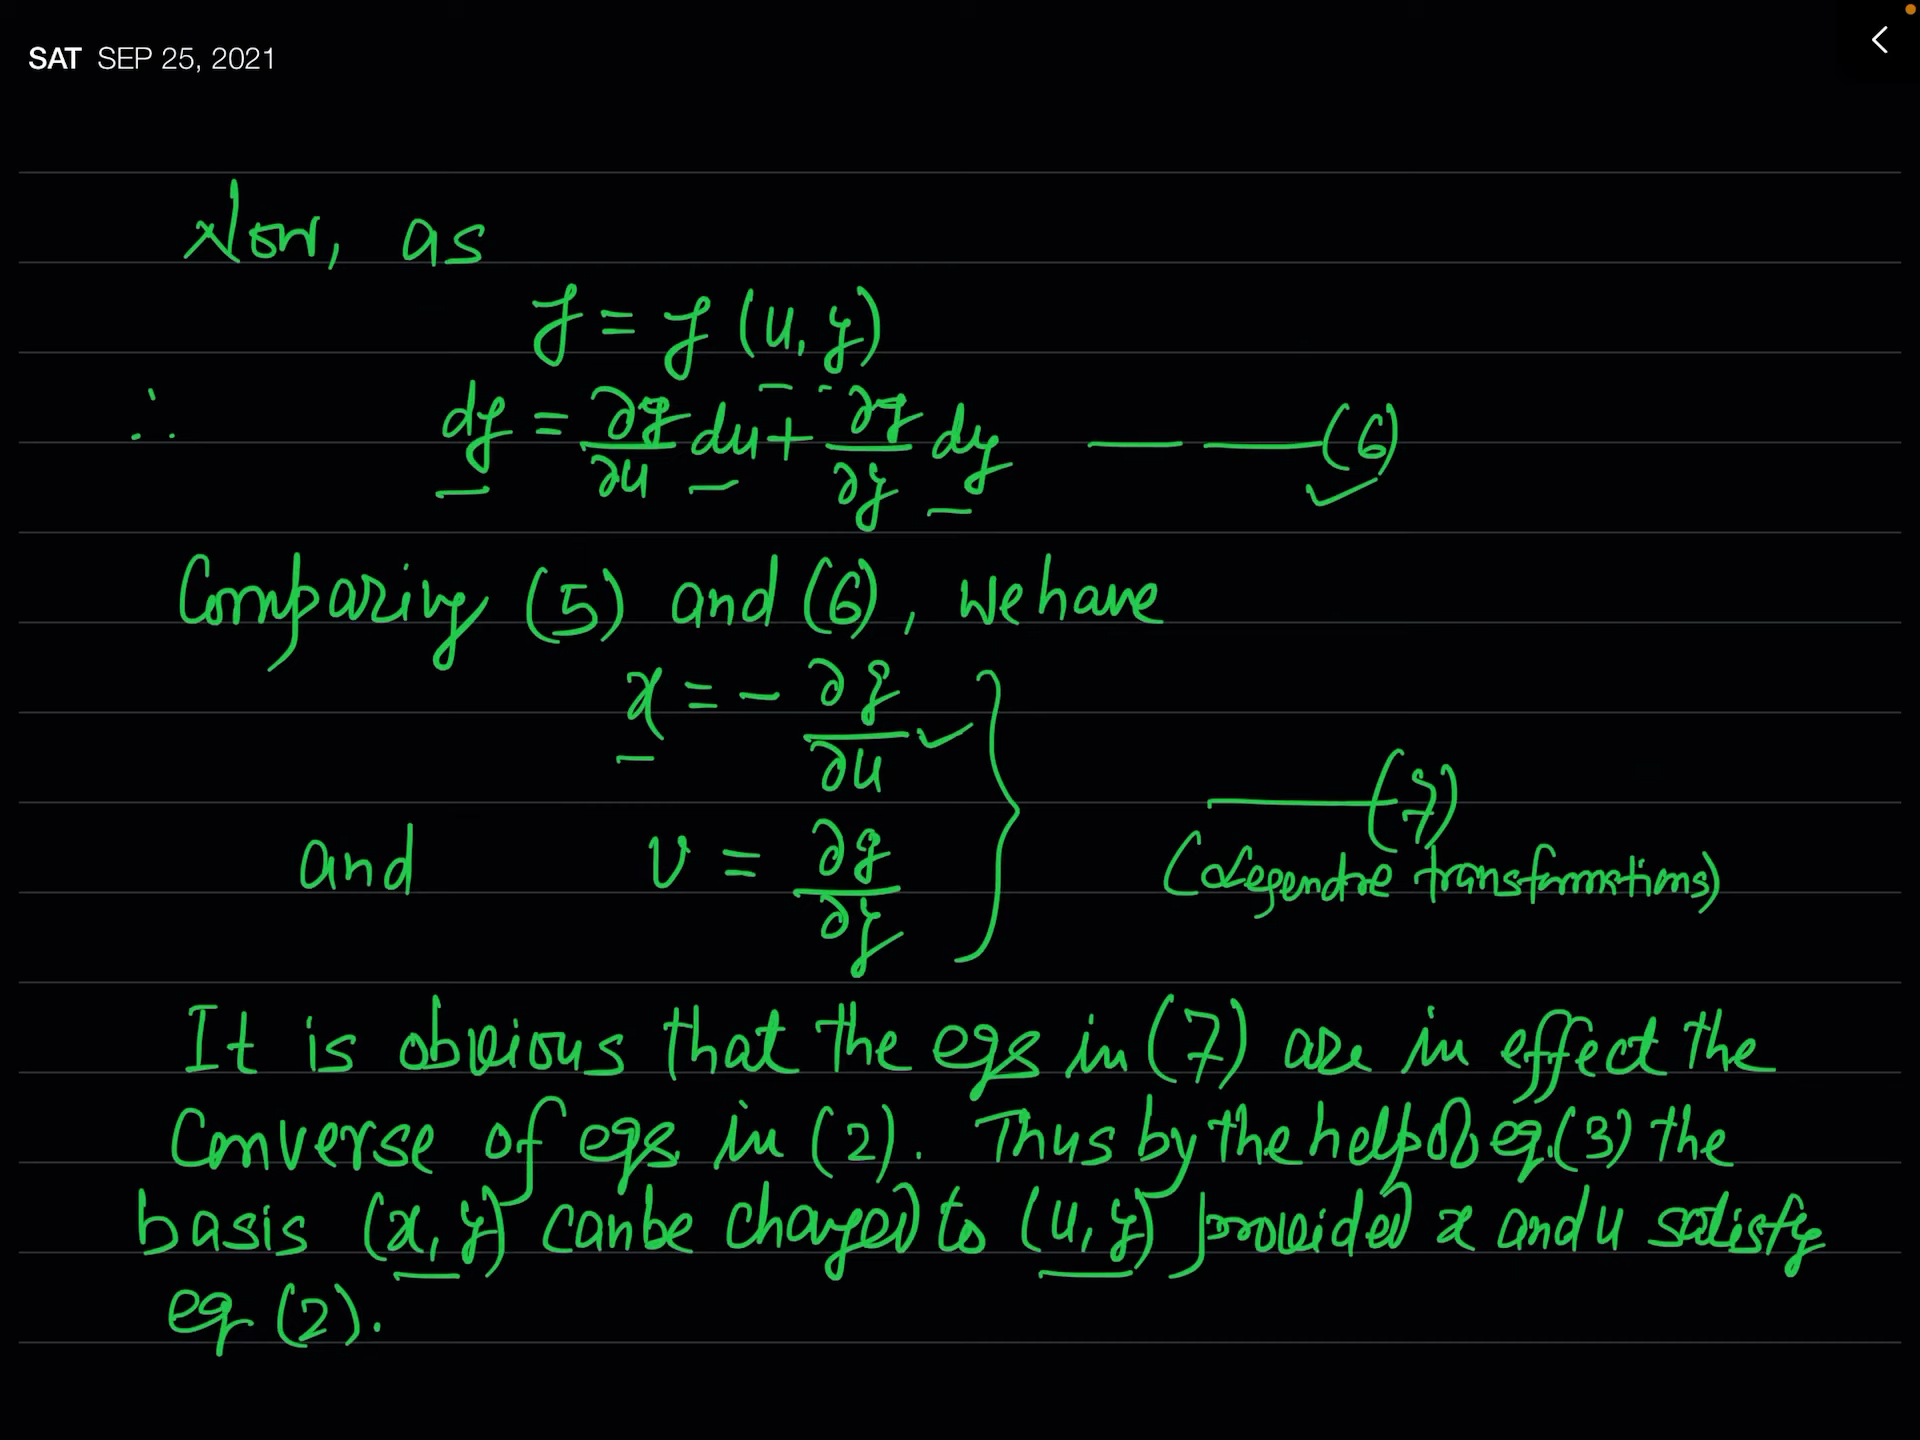 SAT SEP 25, 2021
Now, as
g = g (u, y)
∴ dg = ∂g/∂u du + ∂g/∂y dy — — (6)
Comparing (5) and (6), we have
x = - ∂g/∂u
and v = ∂g/∂y — (7)
(Legendre transformations)
It is obvious that the eqs in (7) are in effect the
Converse of eqs in (2). Thus by the help of eq.(3) the
basis (x, y) can be changed to (u, y) provided x and u satisfy
eq (2).